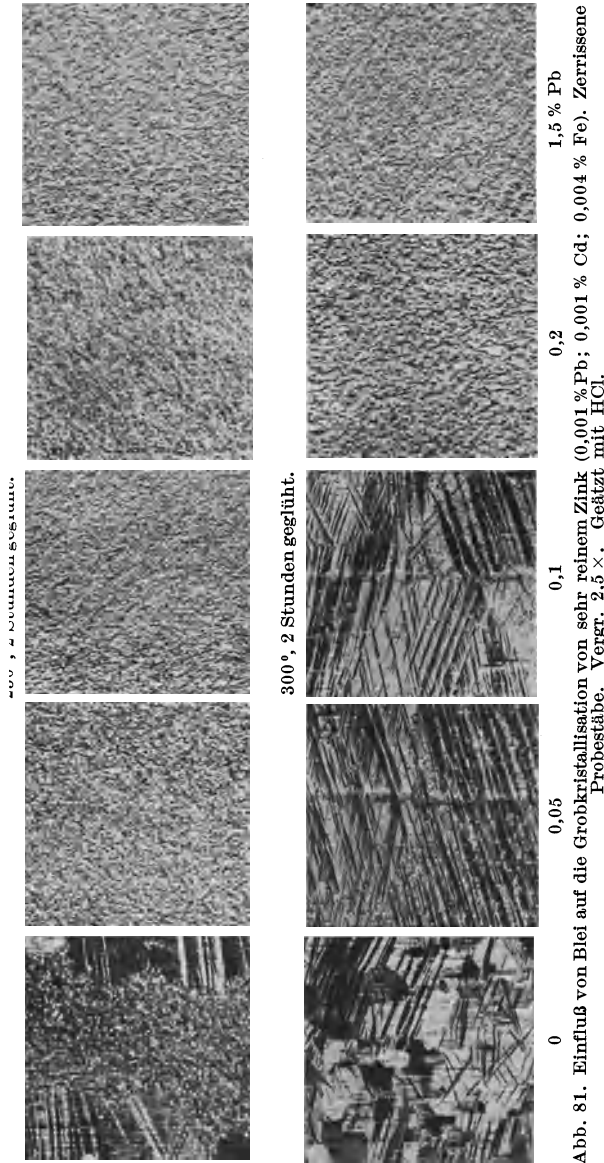 300°, 2 Stunden geglüht.
0 0,05 0,1 0,2 1,5 % Pb
Abb. 81. Einfluß von Blei auf die Grobkristallisation von sehr reinem Zink (0,001 % Pb; 0,001 % Cd; 0,004 % Fe). Zerrissene
Probestäbe. Vergr. 2,5 ×. Geätzt mit HCl.